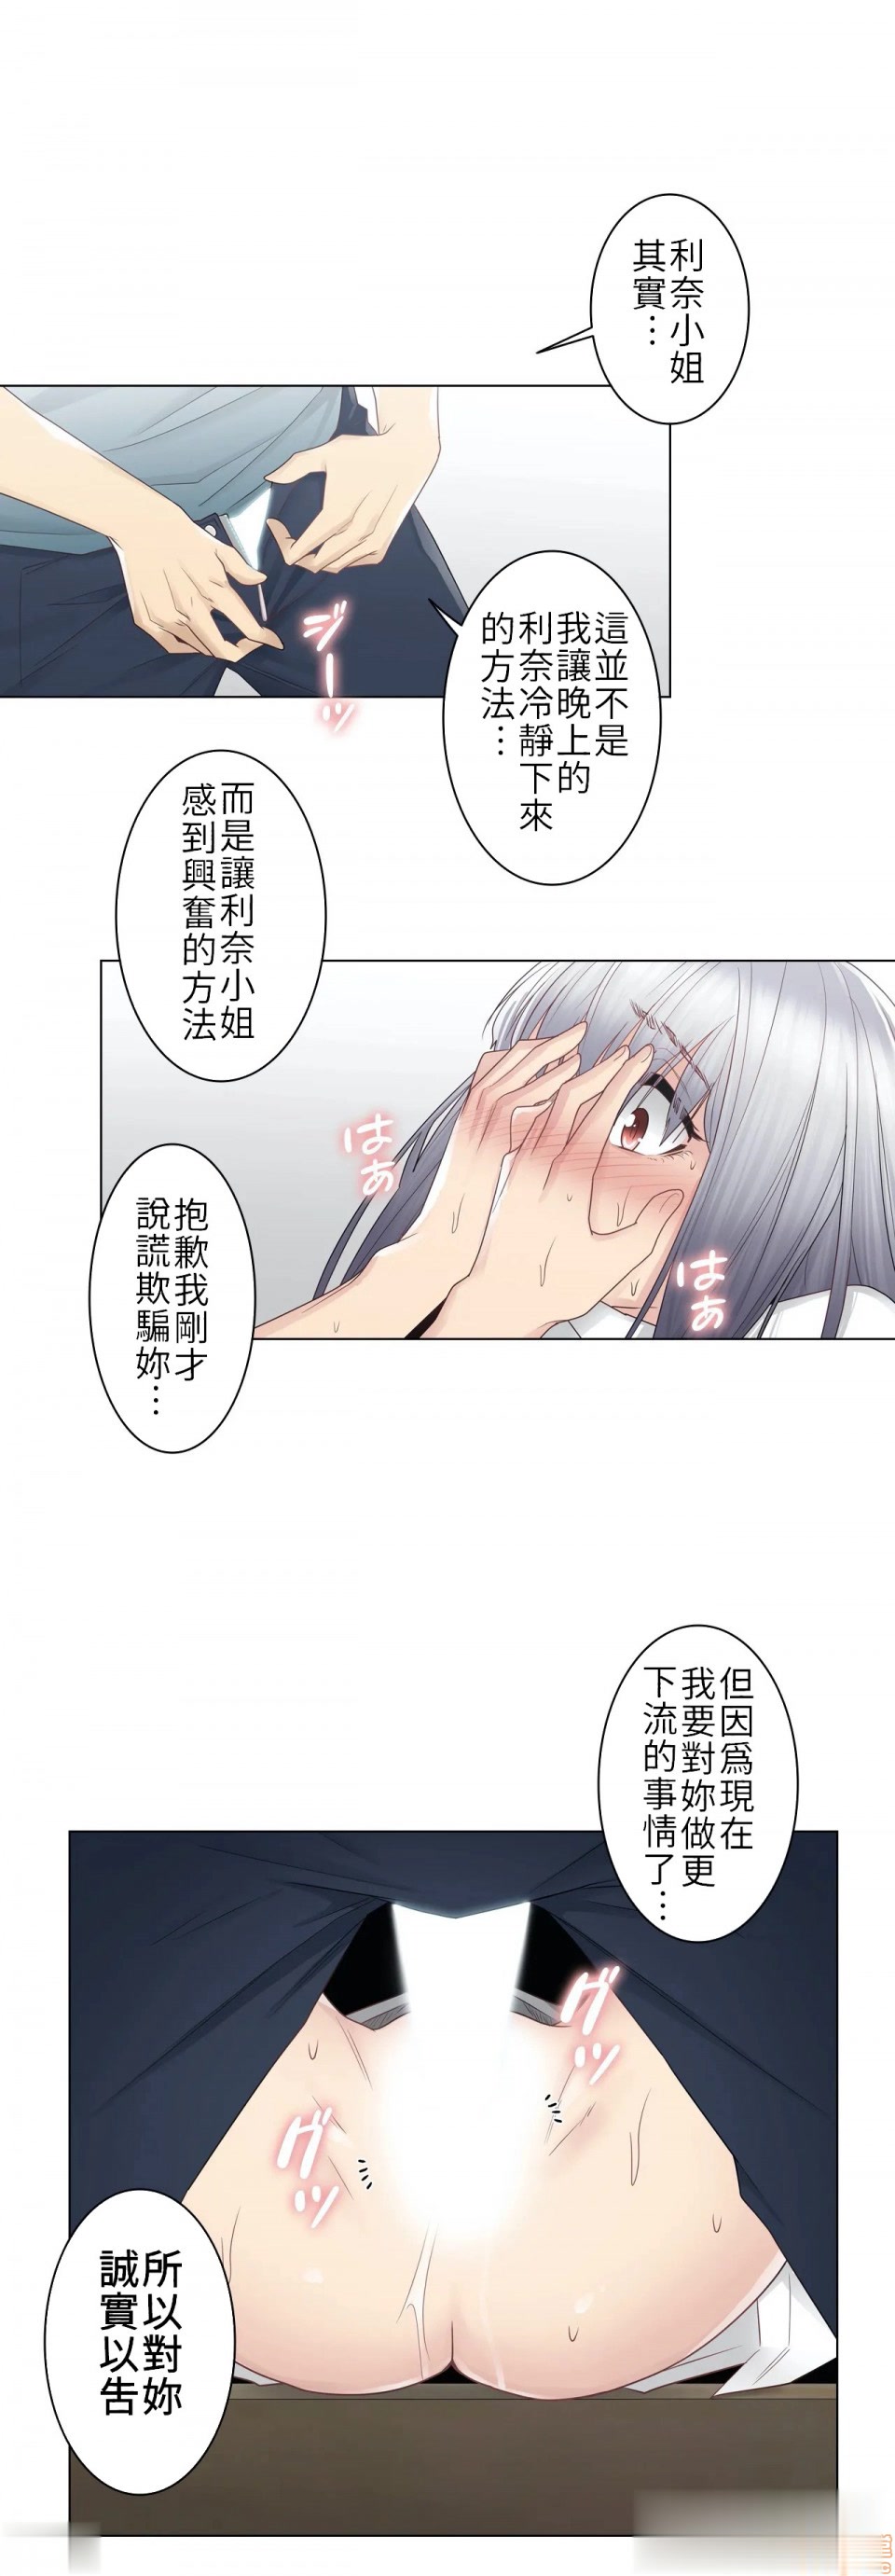 利奈小姐
其實…
ジーッ
這並不是
我讓晚上的
利奈冷靜下來
的方法…
而是讓利奈小姐
感到興奮的方法
はぁ
はぁ
抱歉我剛才
說謊欺騙妳…
但因爲現在
我要對妳做更
下流的事情了…
グッ
グッ
所以對妳
誠實以告